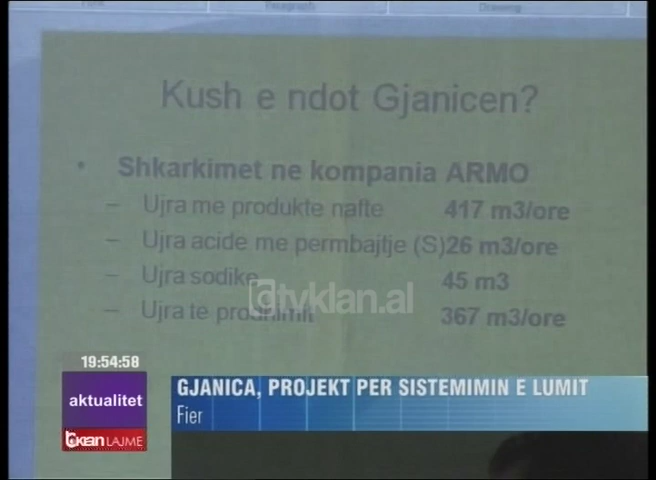 Kush e ndot Gjanicen?
• Shkarkimet ne kompania ARMO
– Ujra me produkte nafte 417 m3/ore
– Ujra acide me permbajtje (S)26 m3/ore
– Ujra sodike 45 m3
– Ujra te prodhimit 367 m3/ore
tvklan.al
19:54:58
aktualitet
klan LAJME
GJANICA, PROJEKT PER SISTEMIMIN E LUMIT
Fier